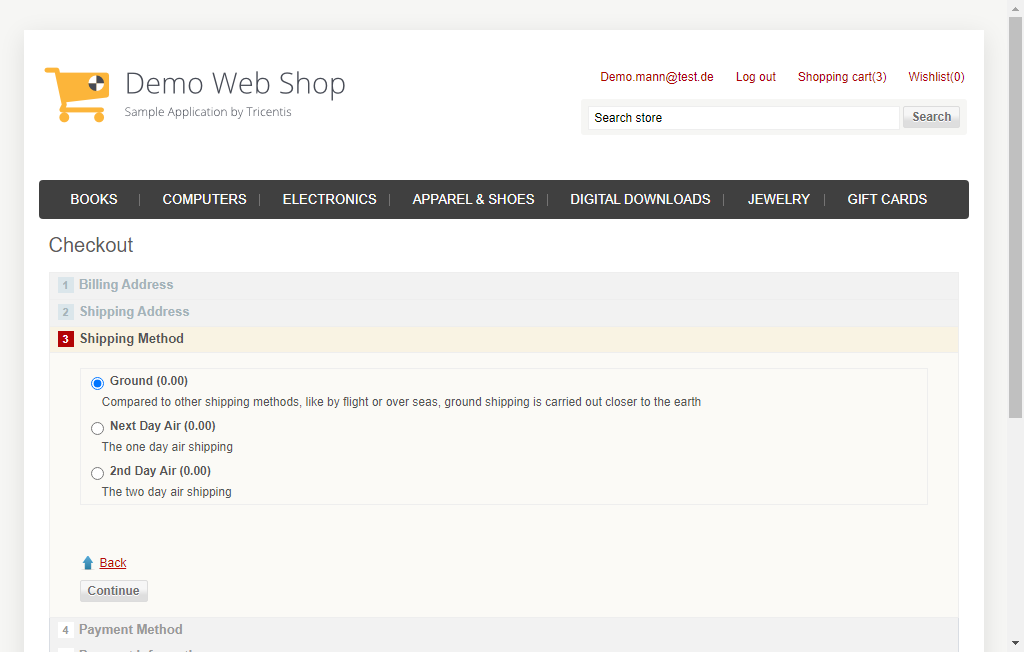 Demo Web Shop
Sample Application by Tricentis
Demo.mann@test.de Log out Shopping cart(3) Wishlist(0)
Search store Search
BOOKS COMPUTERS ELECTRONICS APPAREL & SHOES DIGITAL DOWNLOADS JEWELRY GIFT CARDS
Checkout
1 Billing Address
2 Shipping Address
3 Shipping Method
Ground (0.00)
Compared to other shipping methods, like by flight or over seas, ground shipping is carried out closer to the earth
Next Day Air (0.00)
The one day air shipping
2nd Day Air (0.00)
The two day air shipping
Back
Continue
4 Payment Method